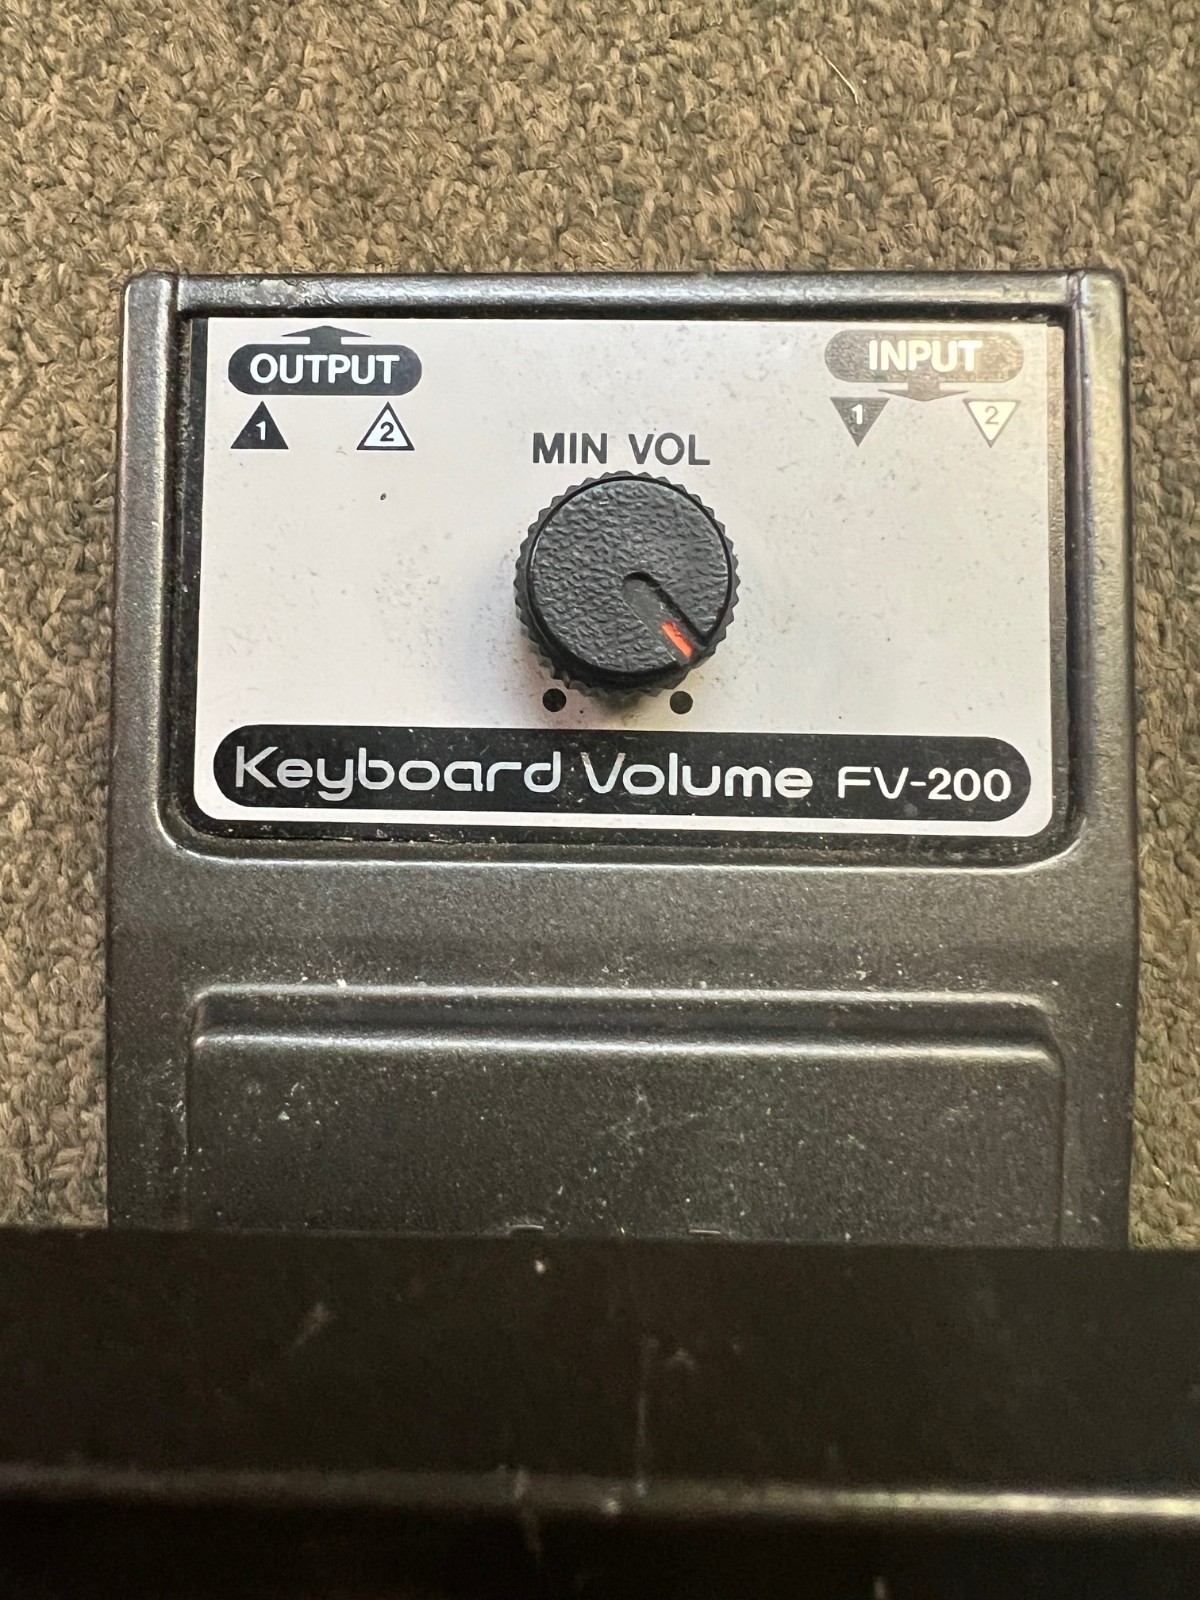 OUTPUT
INPUT
1 2
1 2
MIN VOL
Keyboard Volume FV-200